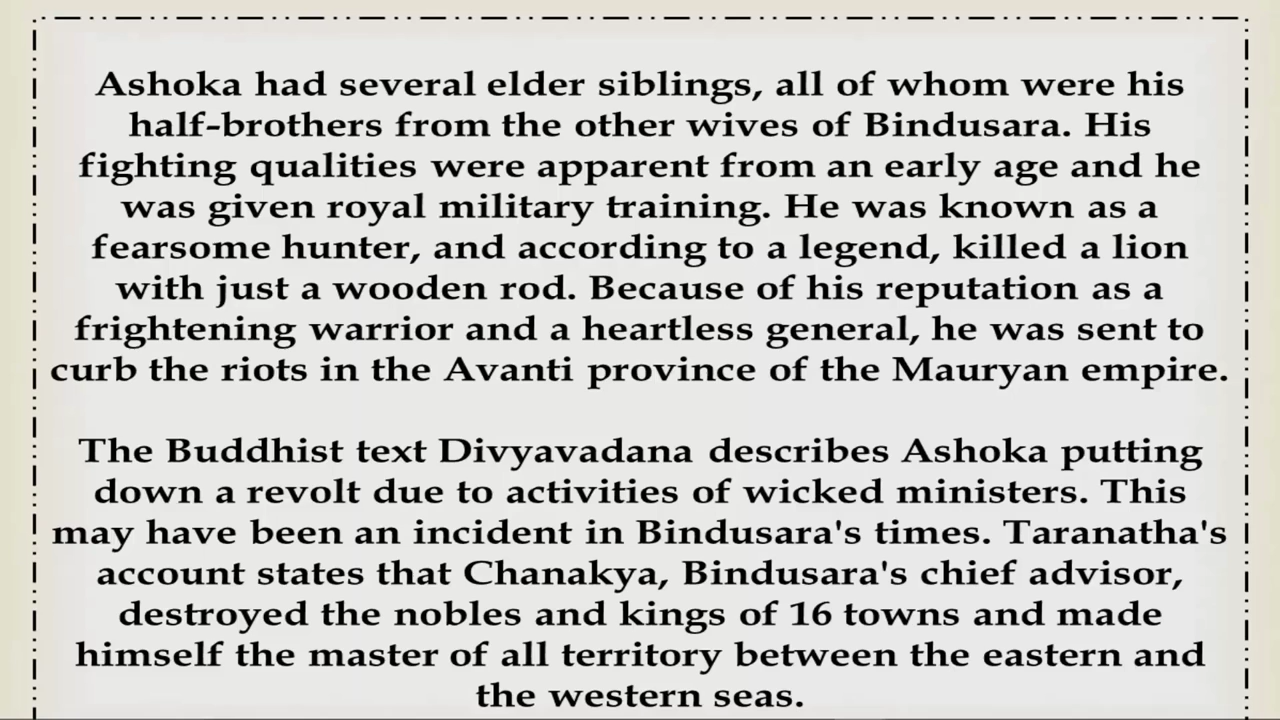 Ashoka had several elder siblings, all of whom were his
half-brothers from the other wives of Bindusara. His
fighting qualities were apparent from an early age and he
was given royal military training. He was known as a
fearsome hunter, and according to a legend, killed a lion
with just a wooden rod. Because of his reputation as a
frightening warrior and a heartless general, he was sent to
curb the riots in the Avanti province of the Mauryan empire.
The Buddhist text Divyavadana describes Ashoka putting
down a revolt due to activities of wicked ministers. This
may have been an incident in Bindusara's times. Taranatha's
account states that Chanakya, Bindusara's chief advisor,
destroyed the nobles and kings of 16 towns and made
himself the master of all territory between the eastern and
the western seas.